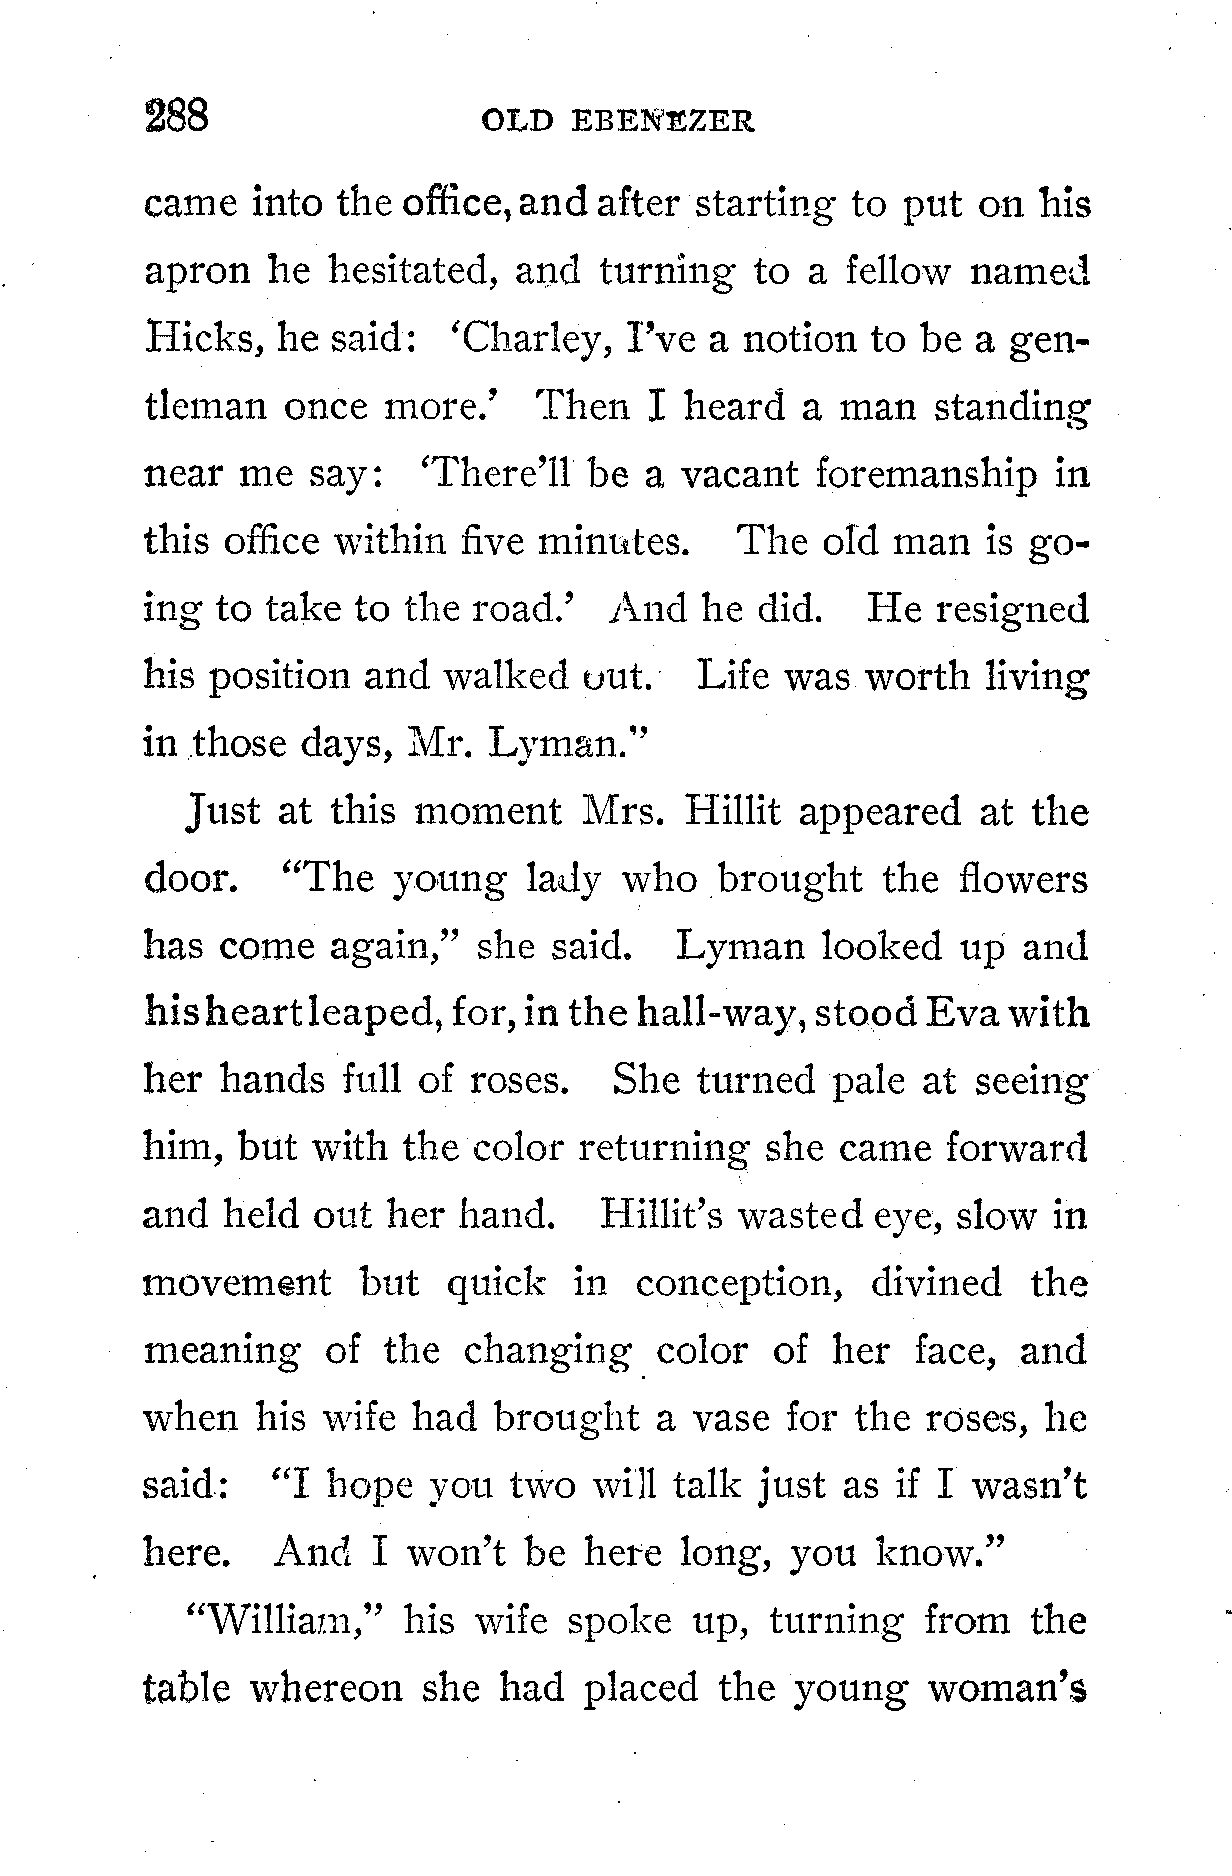 288 OLD EBENEZER
came into the office, and after starting to put on his
apron he hesitated, and turning to a fellow named
Hicks, he said: ‘Charley, I’ve a notion to be a gen-
tleman once more.’ Then I heard a man standing
near me say: ‘There’ll be a vacant foremanship in
this office within five minutes. The old man is go-
ing to take to the road.’ And he did. He resigned
his position and walked out. Life was worth living
in those days, Mr. Lyman.”
Just at this moment Mrs. Hillit appeared at the
door. “The young lady who brought the flowers
has come again,” she said. Lyman looked up and
his heart leaped, for, in the hall-way, stood Eva with
her hands full of roses. She turned pale at seeing
him, but with the color returning she came forward
and held out her hand. Hillit’s wasted eye, slow in
movement but quick in conception, divined the
meaning of the changing color of her face, and
when his wife had brought a vase for the roses, he
said: “I hope you two will talk just as if I wasn’t
here. And I won’t be here long, you know.”
“William,” his wife spoke up, turning from the
table whereon she had placed the young woman’s